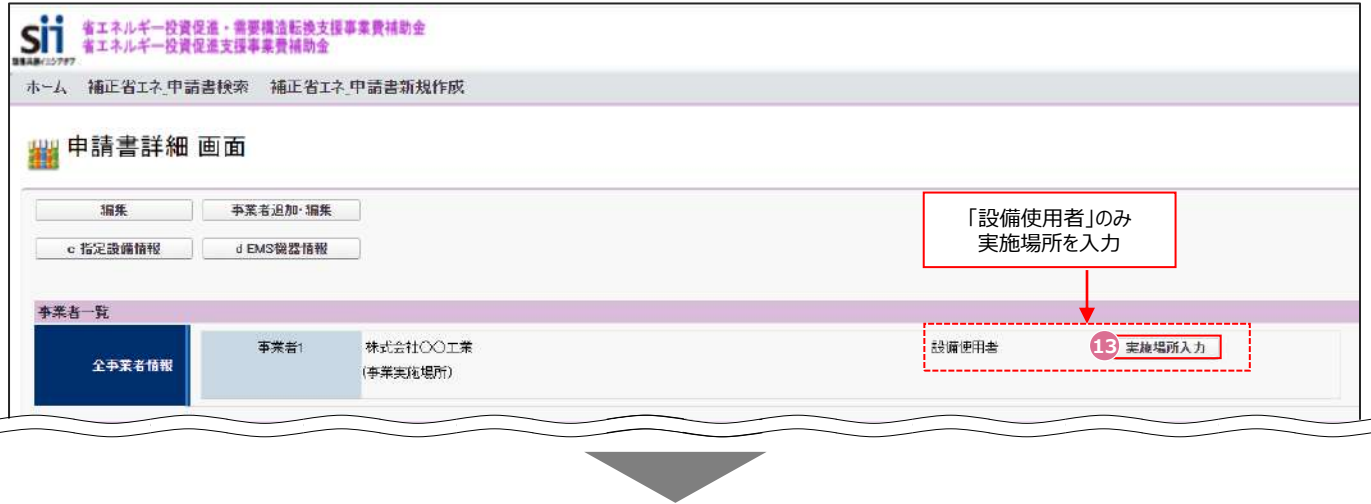 sii
省エネルギー投資促進・需要構造転換支援事業費補助金
省エネルギー投資促進支援事業費補助金
ホーム 補正省エネ_申請書検索 補正省エネ_申請書新規作成
申請書詳細 画面
編集 事業者追加・編集
c 指定設備情報 d EMS機器情報
「設備使用者」のみ
実施場所を入力
事業者一覧
全事業者情報
事業者1 株式会社〇〇工業
(事業実施場所)
設備使用者 13 実施場所入力